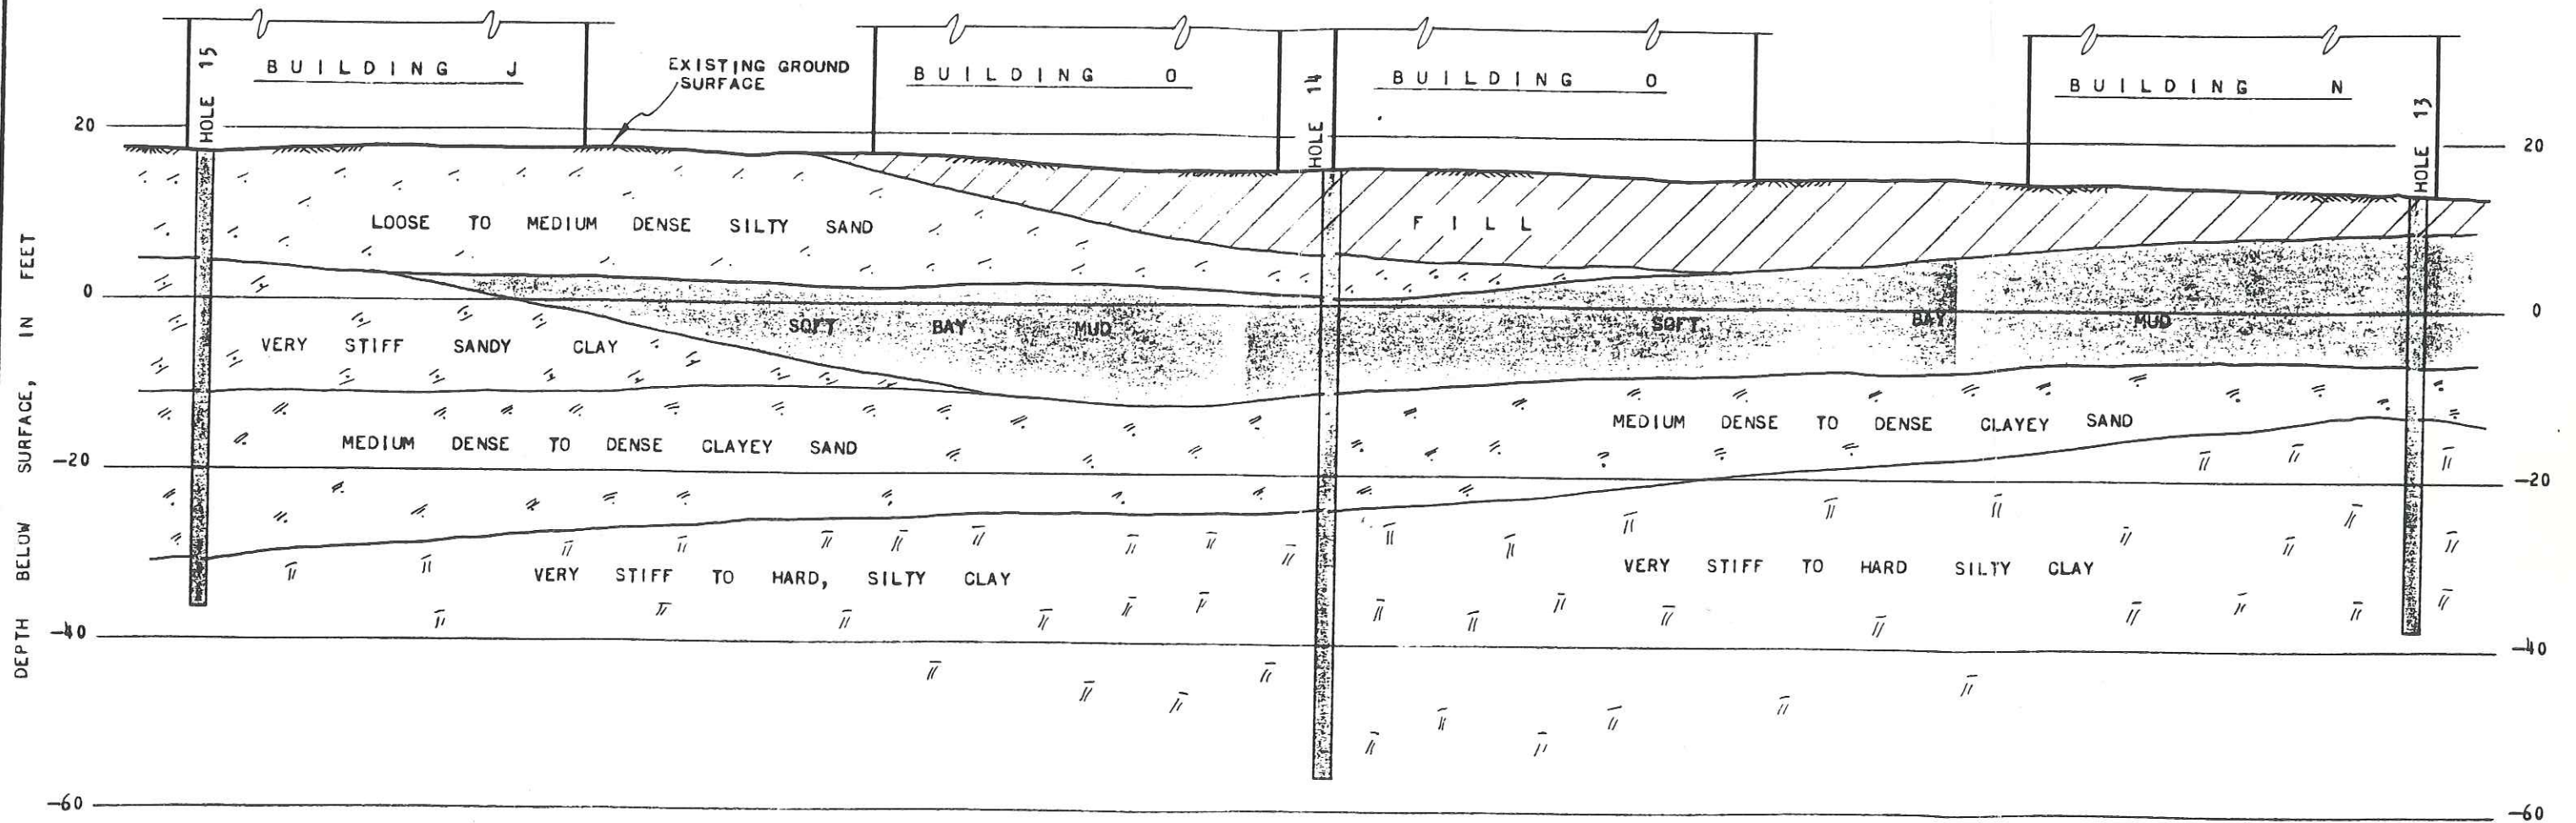 HOLE 15
BUILDING J
EXISTING GROUND
SURFACE
BUILDING O
HOLE 14
BUILDING O
BUILDING N
HOLE 13
20
20
LOOSE TO MEDIUM DENSE SILTY SAND
FILL
0
0
SOFT BAY MUD
SOFT BAY MUD
VERY STIFF SANDY CLAY
MEDIUM DENSE TO DENSE CLAYEY SAND
MEDIUM DENSE TO DENSE CLAYEY SAND
-20
-20
VERY STIFF TO HARD, SILTY CLAY
VERY STIFF TO HARD SILTY CLAY
-40
-40
-60
-60
DEPTH BELOW SURFACE, IN FEET